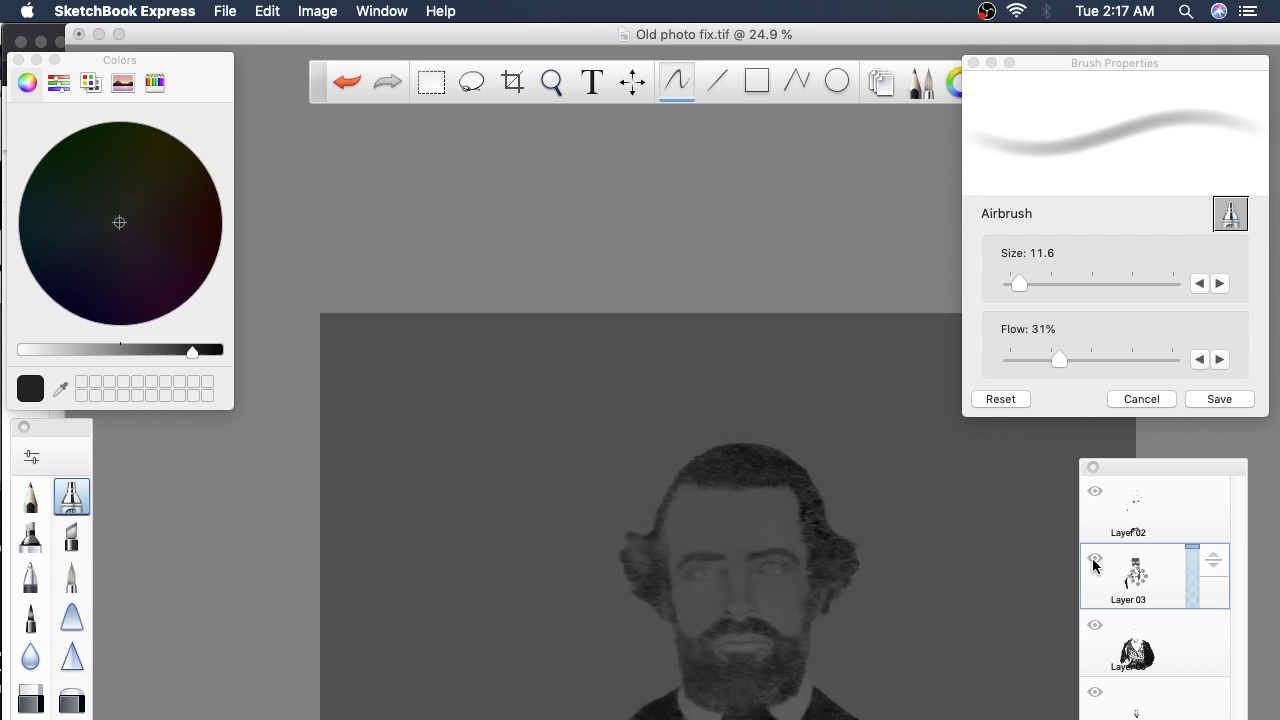 SketchBook Express File Edit Image Window Help Tue 2:17 AM
Old photo fix.tif @ 24.9 %
Colors
Brush Properties
T
Airbrush
Size: 11.6
Flow: 31%
Reset Cancel Save
Layer 02
Layer 03